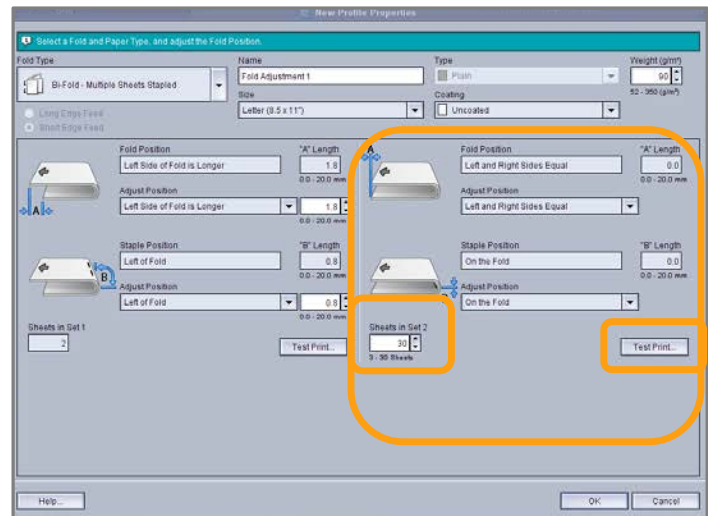 New Profile Properties
Select a Fold and Paper Type, and adjust the Fold Position.
Fold Type
Bi-Fold - Multiple Sheets Stapled
Long Edge Feed
Short Edge Feed
Name
Fold Adjustment 1
Size
Letter (8.5 x 11")
Type
Plain
Coating
Uncoated
Weight (g/m²)
90
52 - 350 (g/m²)
A
Fold Position
Left Side of Fold is Longer
"A" Length
1.8
0.0 - 20.0 mm
Adjust Position
Left Side of Fold is Longer
1.8
0.0 - 20.0 mm
B
Staple Position
Left of Fold
"B" Length
0.8
0.0 - 20.0 mm
Adjust Position
Left of Fold
0.8
0.0 - 20.0 mm
Sheets in Set 1
2
Test Print...
A
Fold Position
Left and Right Sides Equal
"A" Length
0.0
0.0 - 20.0 mm
Adjust Position
Left and Right Sides Equal
Staple Position
On the Fold
"B" Length
0.0
0.0 - 20.0 mm
Adjust Position
On the Fold
Sheets in Set 2
30
3 - 30 Sheets
Test Print...
Help...
OK
Cancel